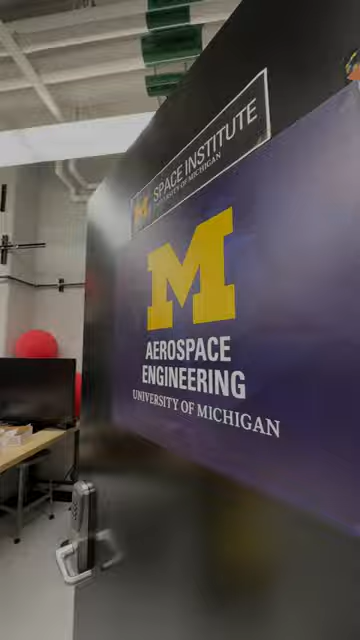 M SPACE INSTITUTE
UNIVERSITY OF MICHIGAN
M
AEROSPACE
ENGINEERING
UNIVERSITY OF MICHIGAN